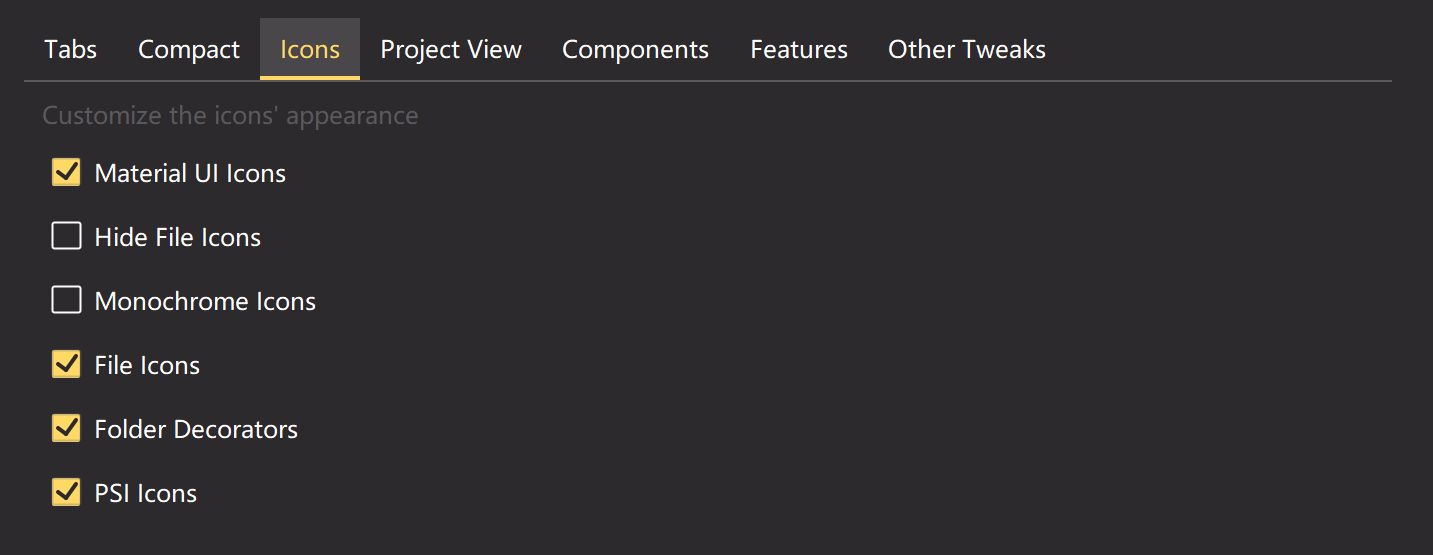 Tabs Compact Icons Project View Components Features Other Tweaks
Customize the icons' appearance
Material UI Icons
Hide File Icons
Monochrome Icons
File Icons
Folder Decorators
PSI Icons